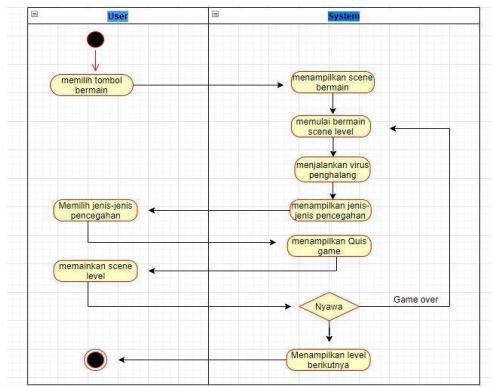 User
System
memilih tombol
bermain
menampilkan scene
bermain
memulai bermain
scene level
menjalankan virus
penghalang
Memilih jenis-jenis
pencegahan
menampilkan jenis-
jenis pencegahan
menampilkan Quis
game
memainkan scene
level
Nyawa
Game over
Menampilkan level
berikutnya